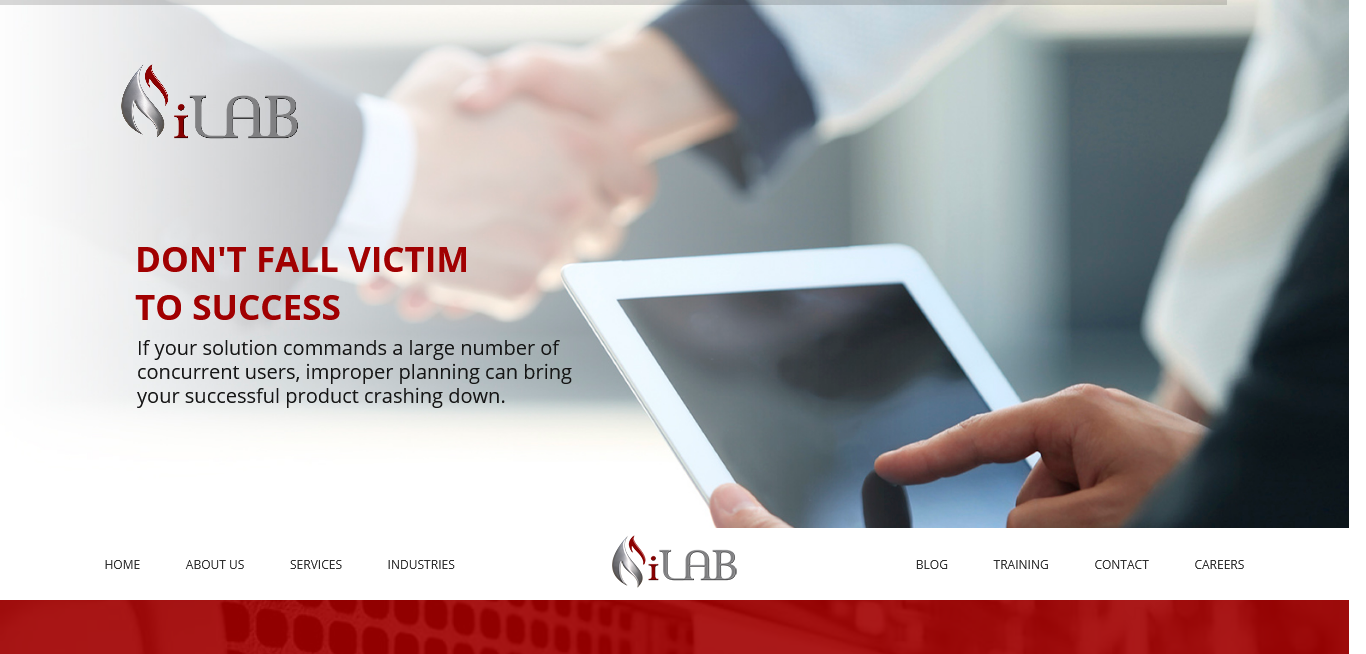 iLAB
DON'T FALL VICTIM
TO SUCCESS
If your solution commands a large number of
concurrent users, improper planning can bring
your successful product crashing down.
HOME ABOUT US SERVICES INDUSTRIES iLAB BLOG TRAINING CONTACT CAREERS